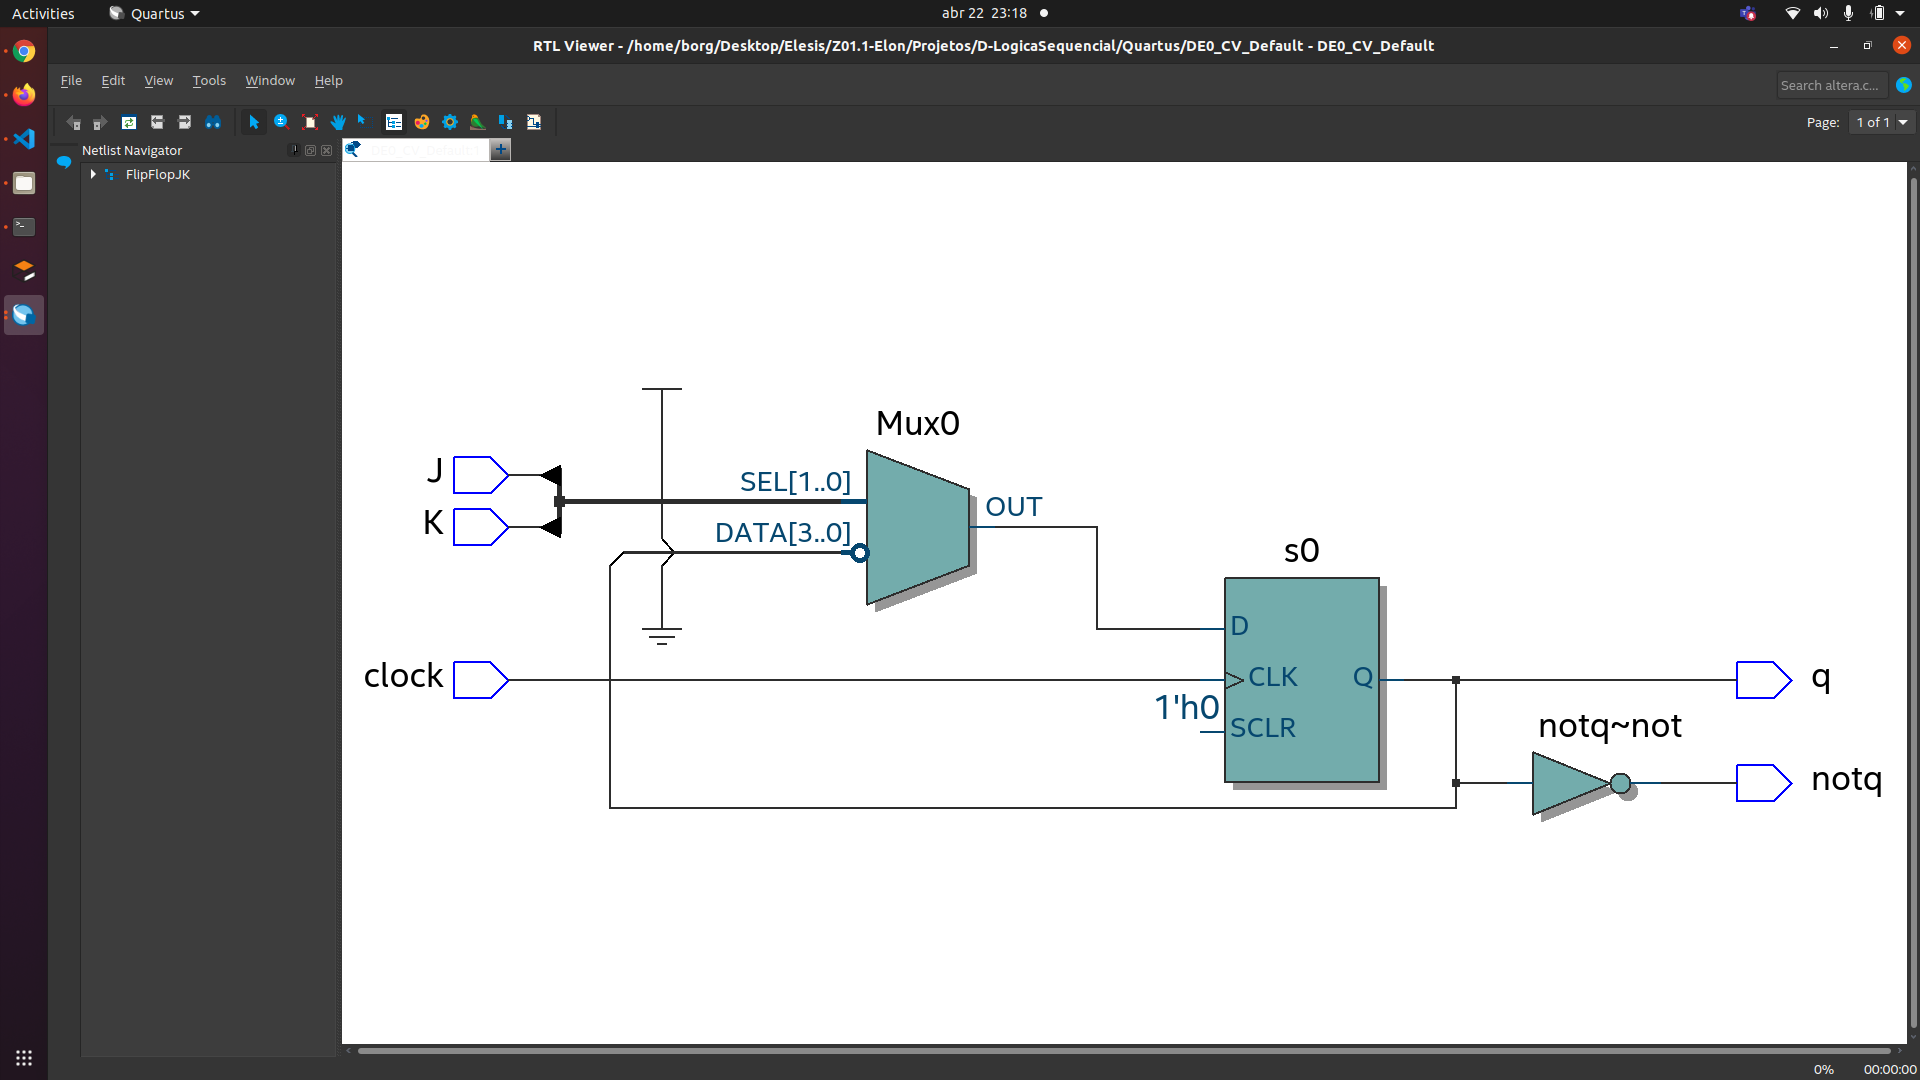 Activities
Quartus
abr 22 23:18
RTL Viewer - /home/borg/Desktop/Elesis/Z01.1-Elon/Projetos/D-LogicaSequencial/Quartus/DE0_CV_Default - DE0_CV_Default
File Edit View Tools Window Help
Search altera.c...
Page: 1 of 1
Netlist Navigator
FlipFlopJK
Mux0
J
SEL[1..0]
OUT
K
DATA[3..0]
s0
D
clock
CLK
Q
q
1'h0
SCLR
notq~not
notq
0% 00:00:00